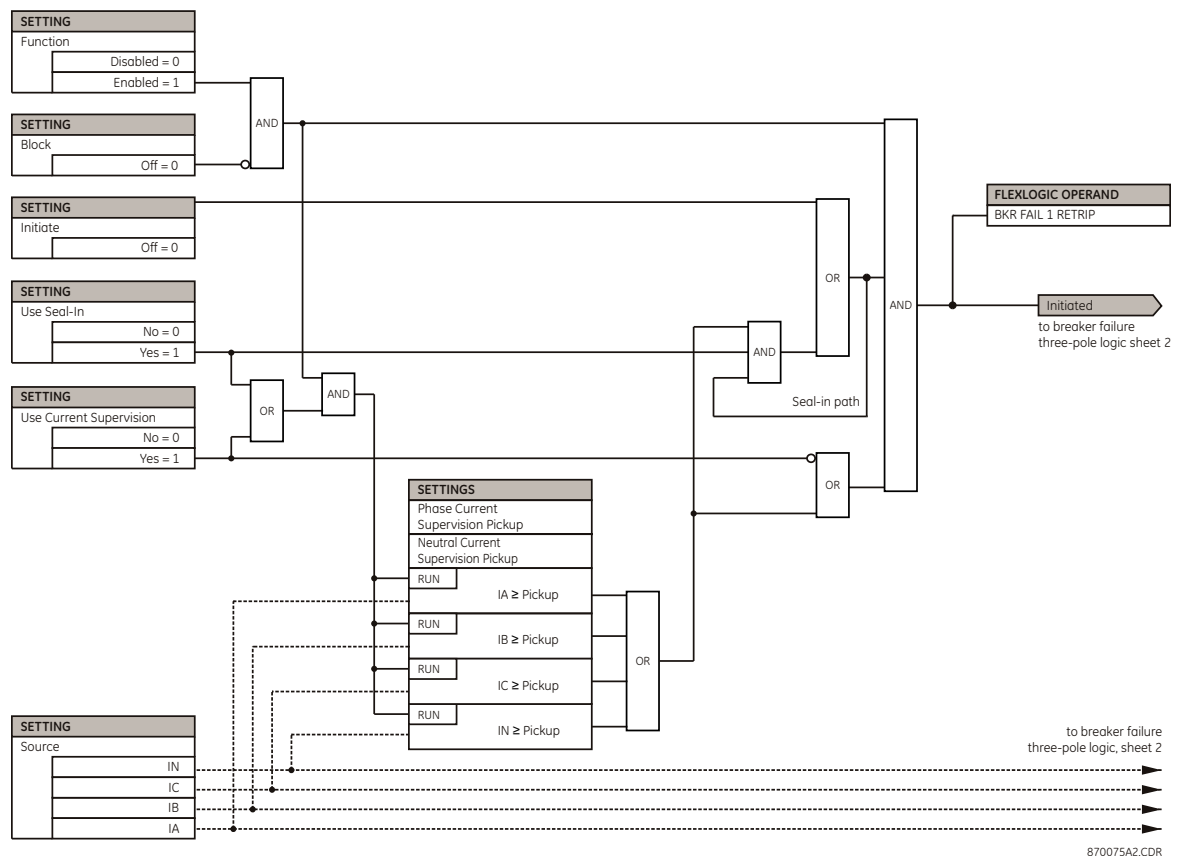 SETTING
Function
Disabled = 0
Enabled = 1
AND
SETTING
Block
Off = 0
SETTING
Initiate
Off = 0
FLEXLOGIC OPERAND
BKR FAIL 1 RETRIP
OR
AND
Initiated
to breaker failure
three-pole logic sheet 2
SETTING
Use Seal-In
No = 0
Yes = 1
AND
Seal-in path
OR
AND
SETTING
Use Current Supervision
No = 0
Yes = 1
OR
SETTINGS
Phase Current
Supervision Pickup
Neutral Current
Supervision Pickup
RUN
IA ≥ Pickup
RUN
IB ≥ Pickup
RUN
IC ≥ Pickup
RUN
IN ≥ Pickup
OR
SETTING
Source
IN
IC
IB
IA
to breaker failure
three-pole logic, sheet 2
870075A2.CDR